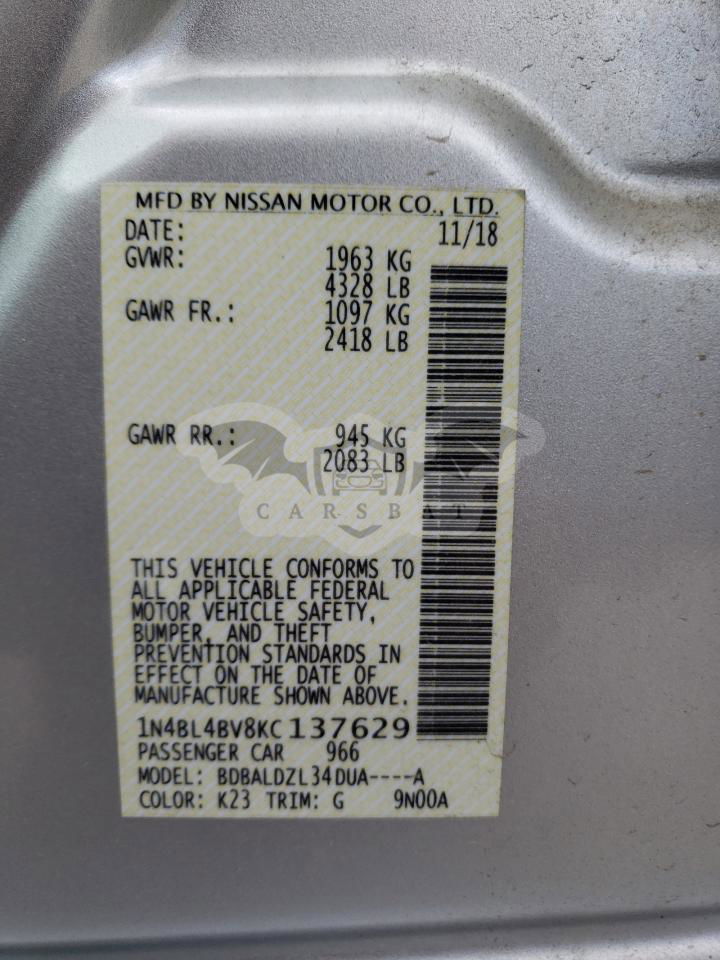 MFD BY NISSAN MOTOR CO., LTD.
DATE: 11/18
GVWR: 1963 KG
4328 LB
GAWR FR.: 1097 KG
2418 LB
GAWR RR.: 945 KG
2083 LB
CARSBAT
THIS VEHICLE CONFORMS TO
ALL APPLICABLE FEDERAL
MOTOR VEHICLE SAFETY,
BUMPER, AND THEFT
PREVENTION STANDARDS IN
EFFECT ON THE DATE OF
MANUFACTURE SHOWN ABOVE.
1N4BL4BV8KC137629
PASSENGER CAR 966
MODEL: BDBALDZL34DUA----A
COLOR: K23 TRIM: G 9N00A